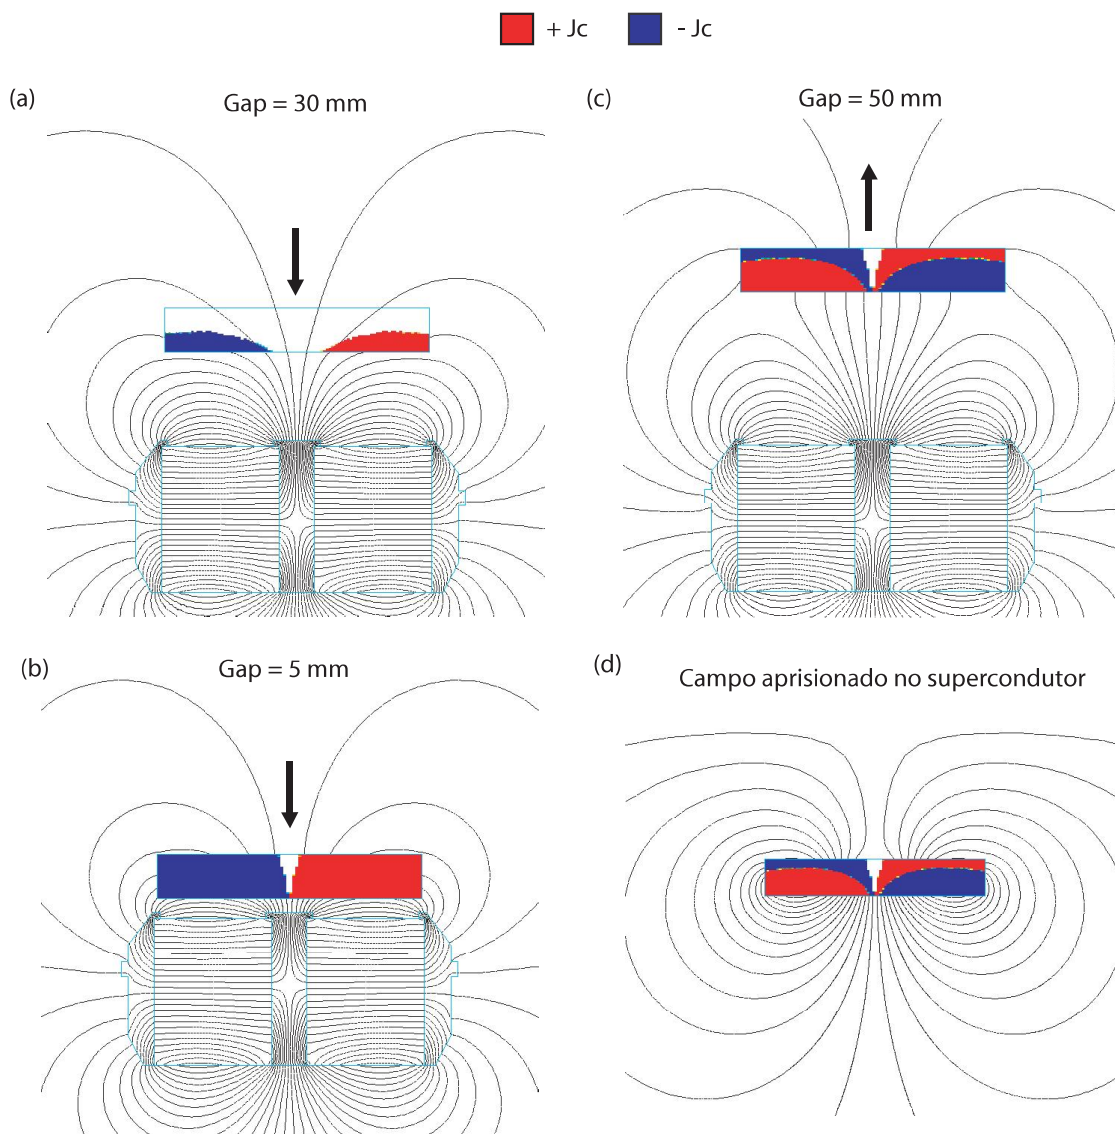 + Jc
- Jc
(a)
Gap = 30 mm
(c)
Gap = 50 mm
(b)
Gap = 5 mm
(d)
Campo aprisionado no supercondutor